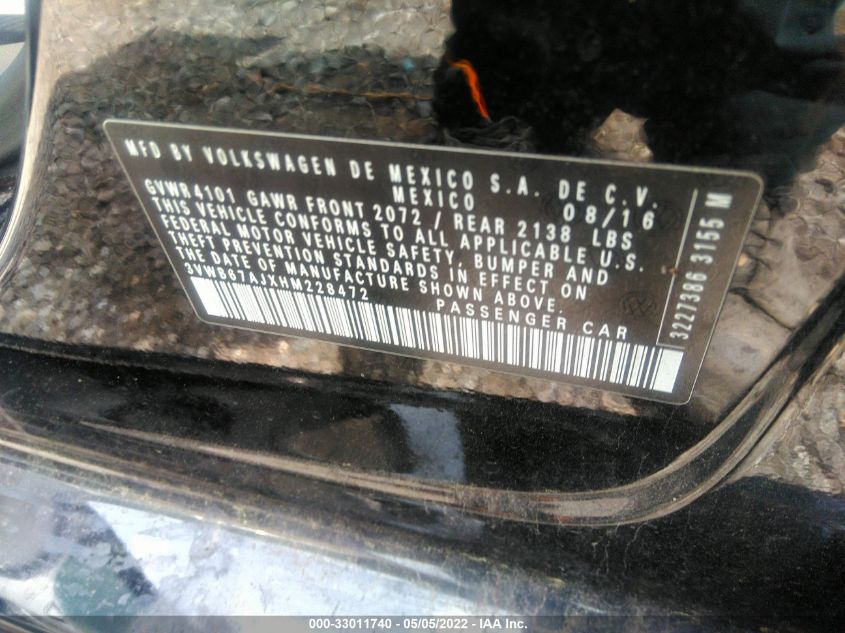 MFD BY VOLKSWAGEN DE MEXICO S.A. DE C.V.
MEXICO 08/16
GVWR 4101 GAWR FRONT 2072 / REAR 2138 LBS
THIS VEHICLE CONFORMS TO ALL APPLICABLE U.S.
FEDERAL MOTOR VEHICLE SAFETY, BUMPER AND
THEFT PREVENTION STANDARDS IN EFFECT ON
THE DATE OF MANUFACTURE SHOWN ABOVE.
3VWB67AJXHM228472 PASSENGER CAR
3227386 3155 M
000-33011740 - 05/05/2022 - IAA Inc.